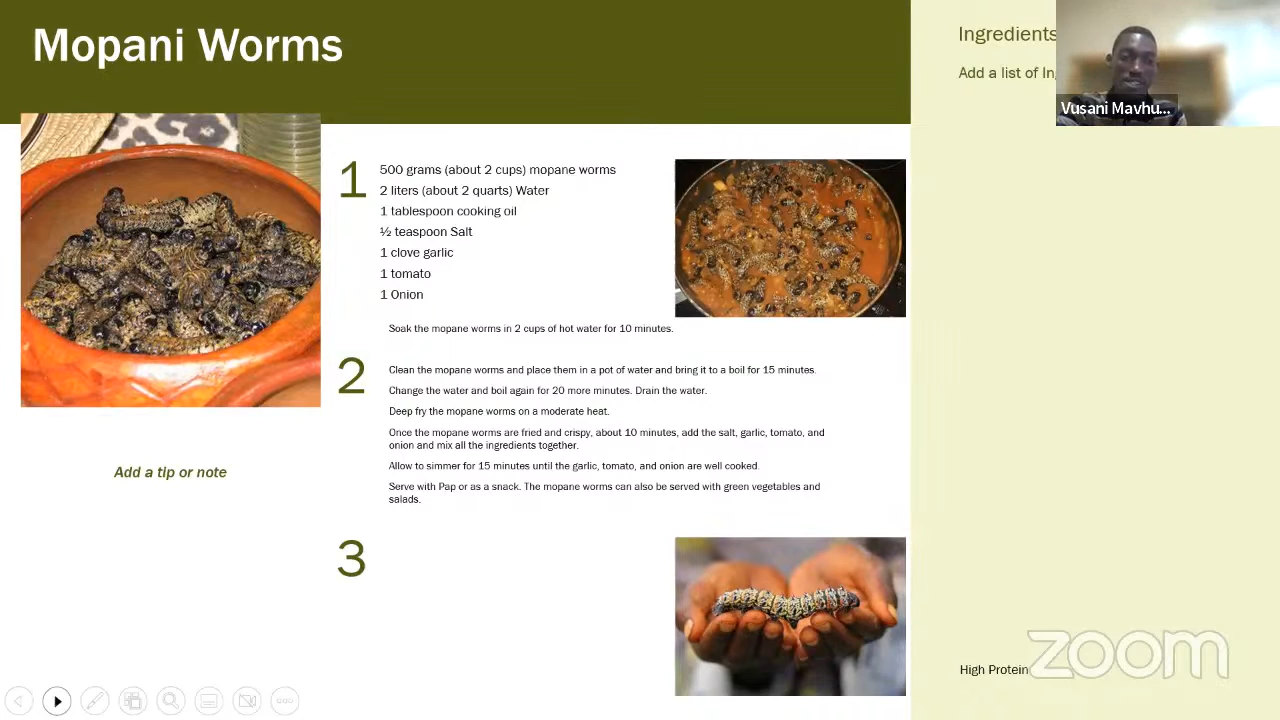 Mopani Worms
Ingredients
Add a list of In
Vusani Mavhu...
1
500 grams (about 2 cups) mopane worms
2 liters (about 2 quarts) Water
1 tablespoon cooking oil
½ teaspoon Salt
1 clove garlic
1 tomato
1 Onion
Soak the mopane worms in 2 cups of hot water for 10 minutes.
2
Clean the mopane worms and place them in a pot of water and bring it to a boil for 15 minutes.
Change the water and boil again for 20 more minutes. Drain the water.
Deep fry the mopane worms on a moderate heat.
Once the mopane worms are fried and crispy, about 10 minutes, add the salt, garlic, tomato, and
onion and mix all the ingredients together.
Allow to simmer for 15 minutes until the garlic, tomato, and onion are well cooked.
Serve with Pap or as a snack. The mopane worms can also be served with green vegetables and
salads.
Add a tip or note
3
High Protein
zoom